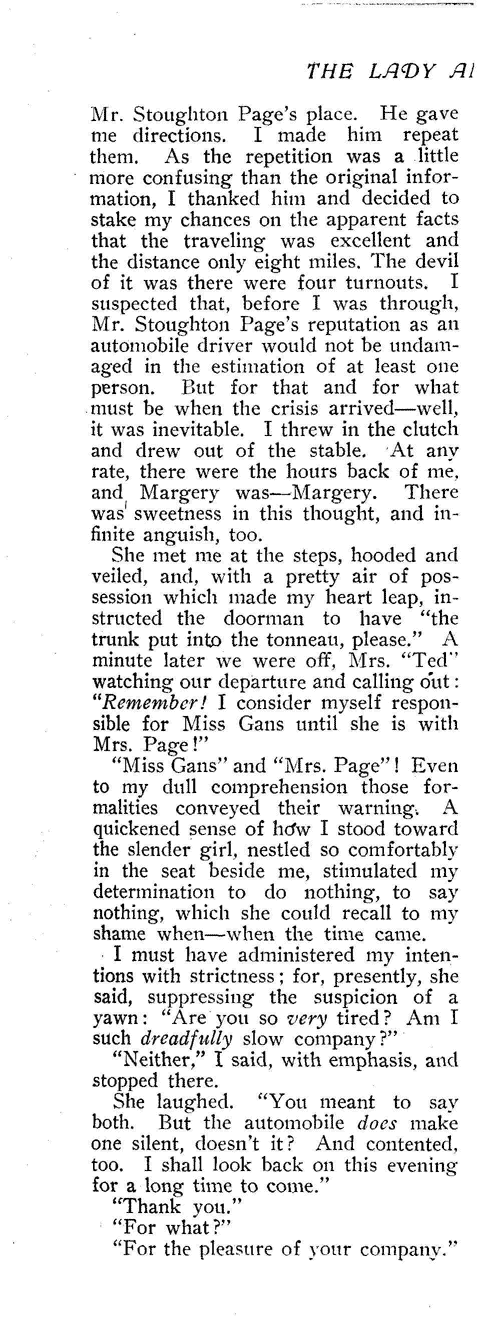 THE LADY A
Mr. Stoughton Page's place. He gave
me directions. I made him repeat
them. As the repetition was a little
more confusing than the original infor-
mation, I thanked him and decided to
stake my chances on the apparent facts
that the traveling was excellent and
the distance only eight miles. The devil
of it was there were four turnouts. I
suspected that, before I was through,
Mr. Stoughton Page's reputation as an
automobile driver would not be undam-
aged in the estimation of at least one
person. But for that and for what
must be when the crisis arrived—well,
it was inevitable. I threw in the clutch
and drew out of the stable. At any
rate, there were the hours back of me,
and Margery was—Margery. There
was sweetness in this thought, and in-
finite anguish, too.
She met me at the steps, hooded and
veiled, and, with a pretty air of pos-
session which made my heart leap, in-
structed the doorman to have "the
trunk put into the tonneau, please." A
minute later we were off, Mrs. "Ted"
watching our departure and calling out:
"Remember! I consider myself respon-
sible for Miss Gans until she is with
Mrs. Page!"
"Miss Gans" and "Mrs. Page"! Even
to my dull comprehension those for-
malities conveyed their warning. A
quickened sense of how I stood toward
the slender girl, nestled so comfortably
in the seat beside me, stimulated my
determination to do nothing, to say
nothing, which she could recall to my
shame when—when the time came.
I must have administered my inten-
tions with strictness; for, presently, she
said, suppressing the suspicion of a
yawn: "Are you so very tired? Am I
such dreadfully slow company?"
"Neither," I said, with emphasis, and
stopped there.
She laughed. "You meant to say
both. But the automobile does make
one silent, doesn't it? And contented,
too. I shall look back on this evening
for a long time to come."
"Thank you."
"For what?"
"For the pleasure of your company."